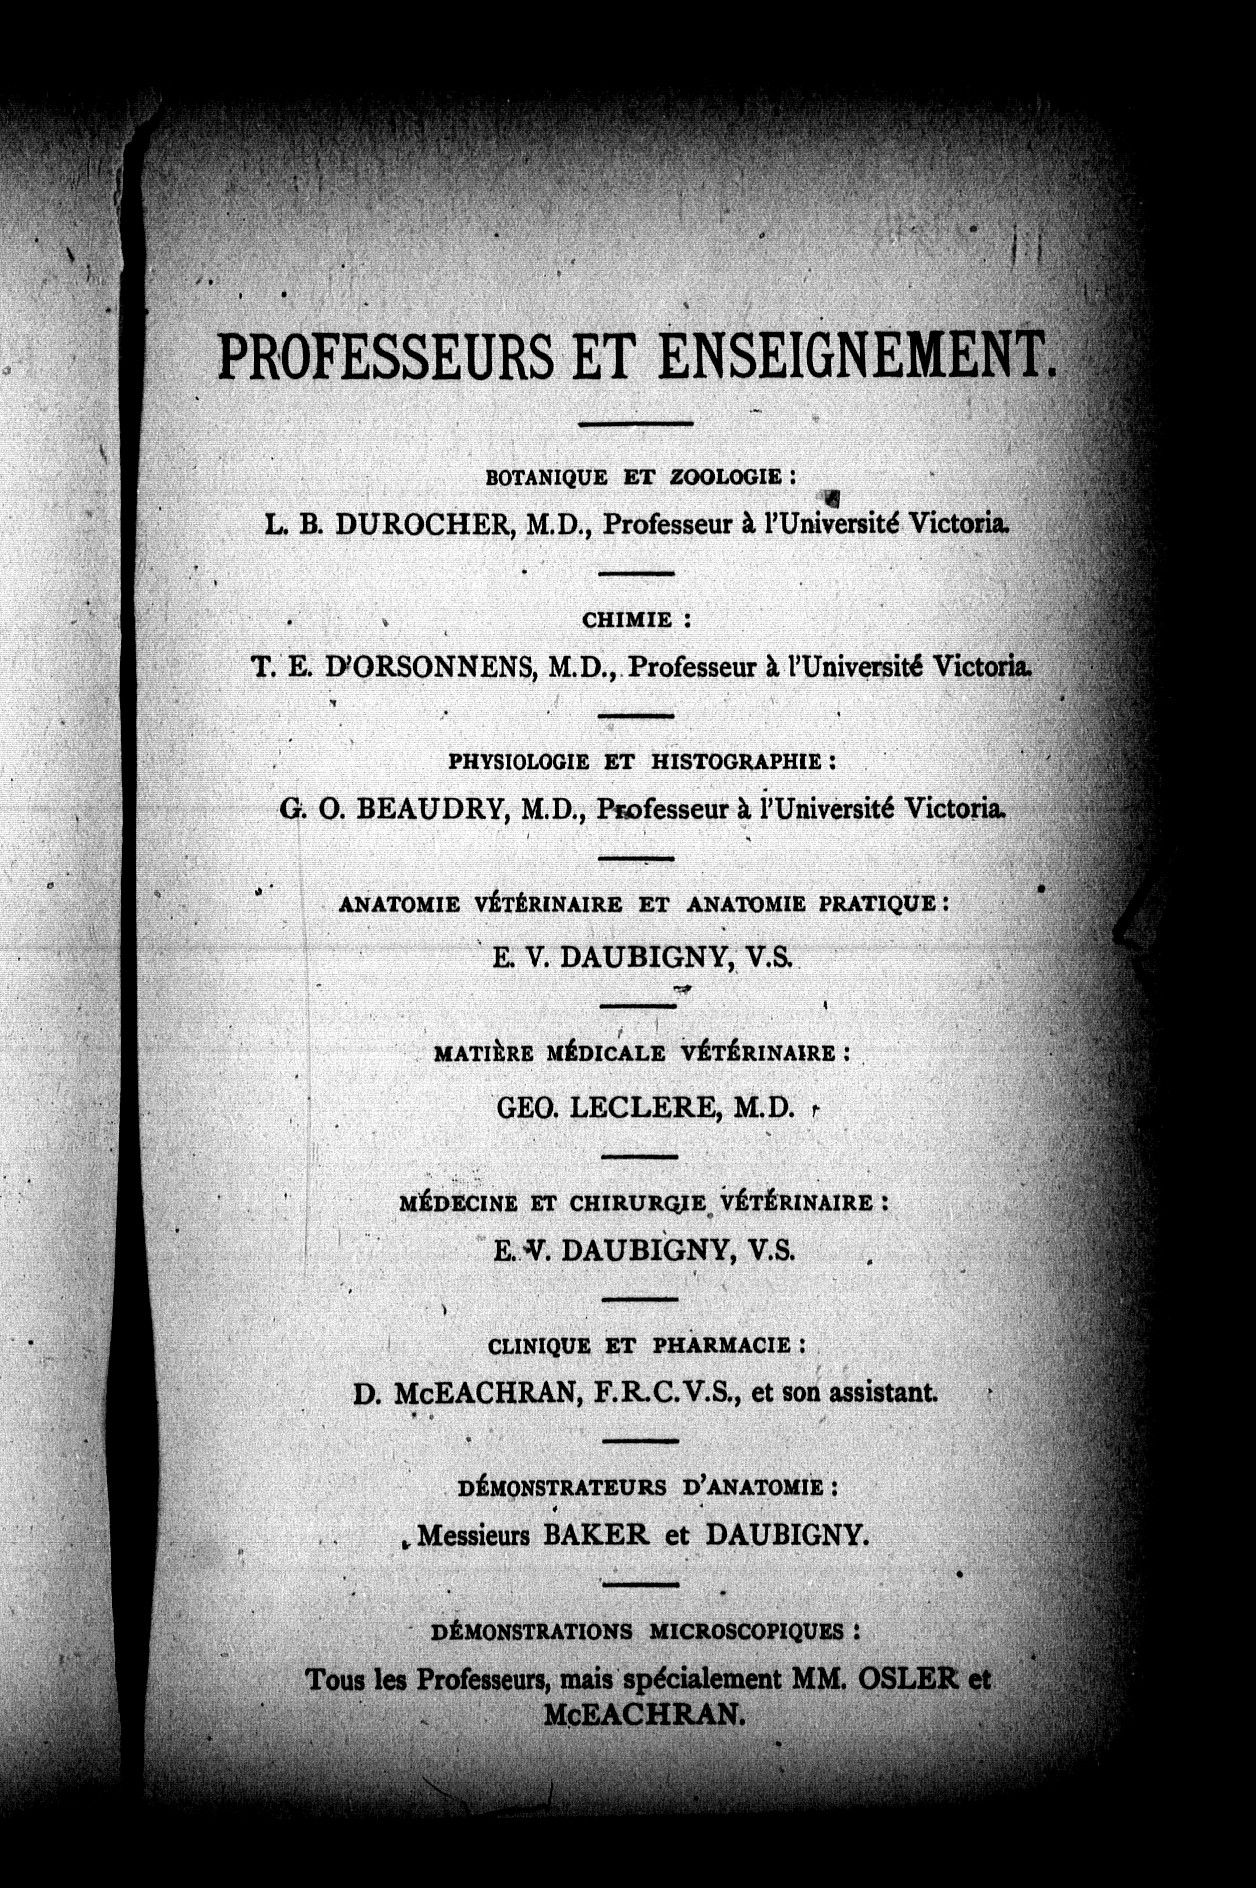 PROFESSEURS ET ENSEIGNEMENT.
BOTANIQUE ET ZOOLOGIE :
L. B. DUROCHER, M.D., Professeur à l'Université Victoria.
CHIMIE :
T. E. D'ORSONNENS, M.D., Professeur à l'Université Victoria.
PHYSIOLOGIE ET HISTOGRAPHIE :
G. O. BEAUDRY, M.D., Professeur à l'Université Victoria.
ANATOMIE VÉTÉRINAIRE ET ANATOMIE PRATIQUE :
E. V. DAUBIGNY, V.S.
MATIÈRE MÉDICALE VÉTÉRINAIRE :
GEO. LECLERE, M.D.
MÉDECINE ET CHIRURGIE VÉTÉRINAIRE :
E. V. DAUBIGNY, V.S.
CLINIQUE ET PHARMACIE :
D. McEACHRAN, F.R.C.V.S., et son assistant.
DÉMONSTRATEURS D'ANATOMIE :
Messieurs BAKER et DAUBIGNY.
DÉMONSTRATIONS MICROSCOPIQUES :
Tous les Professeurs, mais spécialement MM. OSLER et
McEACHRAN.